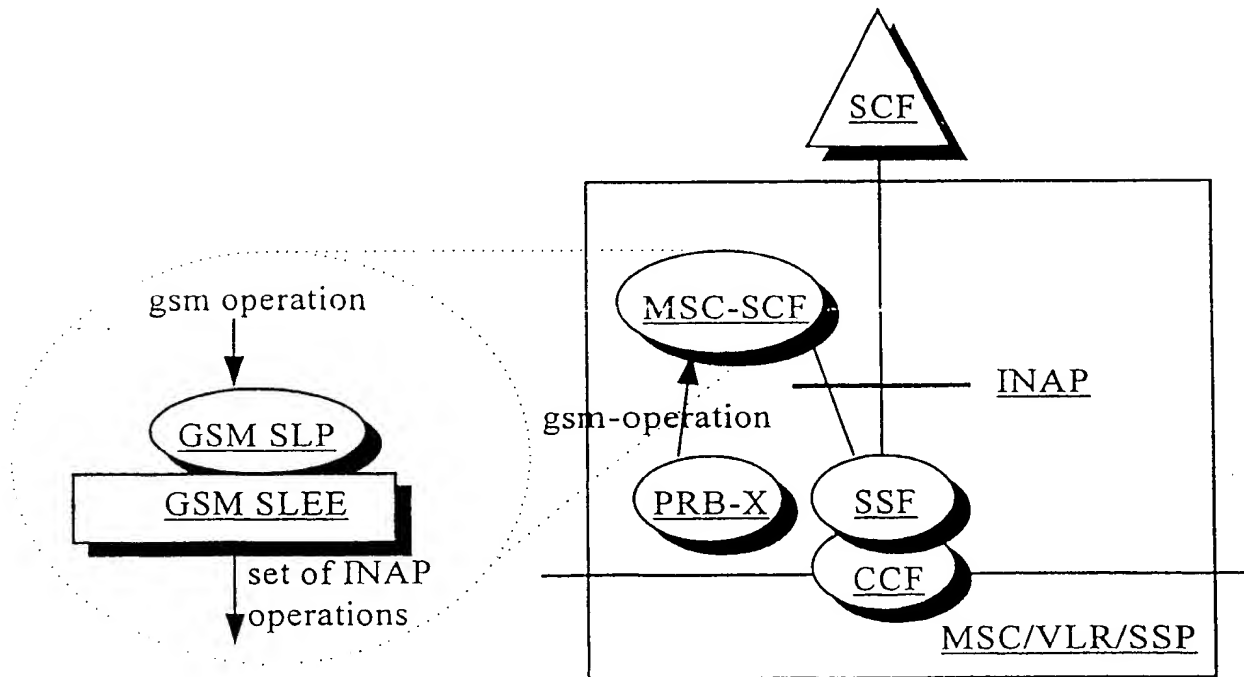 SCF
MSC-SCF
gsm operation
INAP
gsm-operation
GSM SLP
PRB-X
SSF
GSM SLEE
set of INAP
operations
CCF
MSC/VLR/SSP